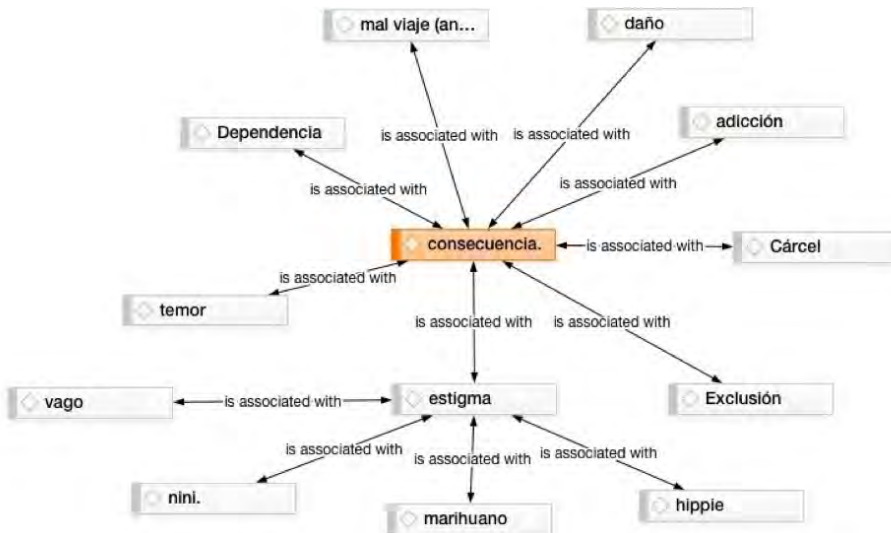 mal viaje (an...
daño
Dependencia
is associated with
is associated with
adicción
is associated with
is associated with
consecuencia.
is associated with
Cárcel
is associated with
temor
is associated with
is associated with
vago
is associated with
estigma
Exclusión
is associated with
is associated with
is associated with
nini.
marihuano
hippie